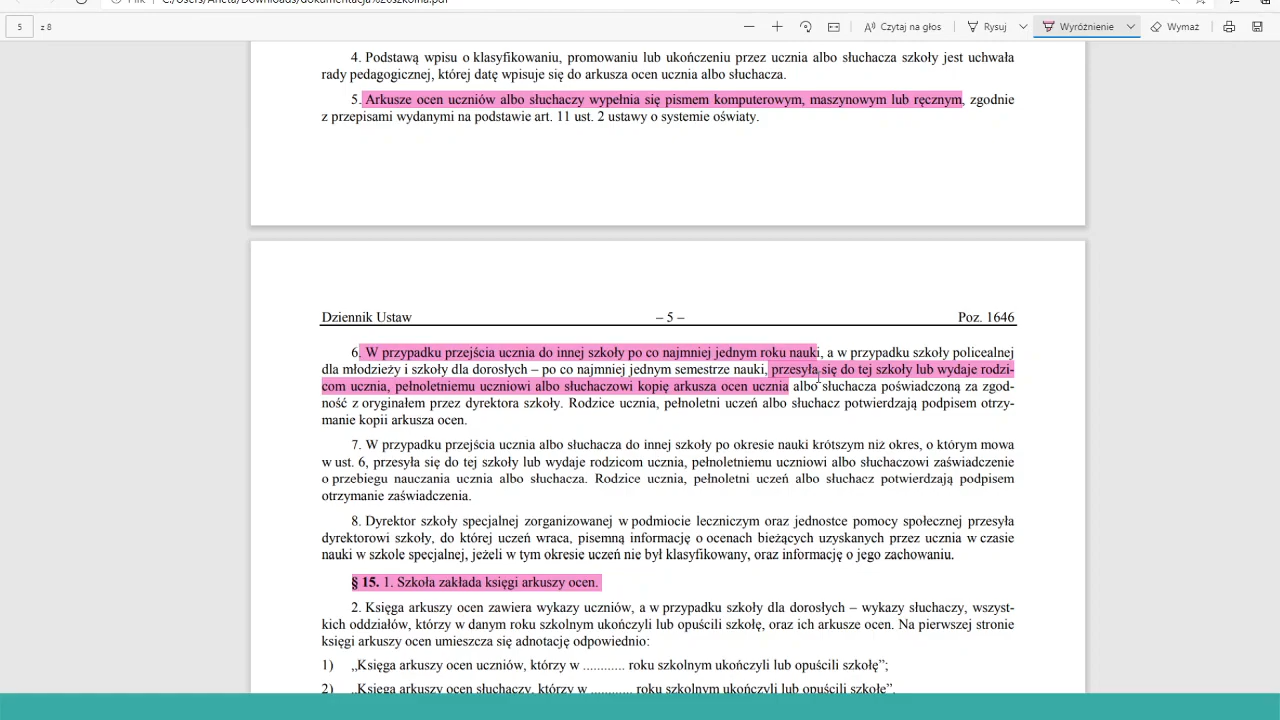 5 z 8
Czytaj na głos
Rysuj
Wyróżnienie
Wymaż
4. Podstawą wpisu o klasyfikowaniu, promowaniu lub ukończeniu przez ucznia albo słuchacza szkoły jest uchwała
rady pedagogicznej, której datę wpisuje się do arkusza ocen ucznia albo słuchacza.
5. Arkusze ocen uczniów albo słuchaczy wypełnia się pismem komputerowym, maszynowym lub ręcznym, zgodnie
z przepisami wydanymi na podstawie art. 11 ust. 2 ustawy o systemie oświaty.
Dziennik Ustaw – 5 – Poz. 1646
6. W przypadku przejścia ucznia do innej szkoły po co najmniej jednym roku nauki, a w przypadku szkoły policealnej
dla młodzieży i szkoły dla dorosłych – po co najmniej jednym semestrze nauki, przesyła się do tej szkoły lub wydaje rodzi-
com ucznia, pełnoletniemu uczniowi albo słuchaczowi kopię arkusza ocen ucznia albo słuchacza poświadczoną za zgod-
ność z oryginałem przez dyrektora szkoły. Rodzice ucznia, pełnoletni uczeń albo słuchacz potwierdzają podpisem otrzy-
manie kopii arkusza ocen.
7. W przypadku przejścia ucznia albo słuchacza do innej szkoły po okresie nauki krótszym niż okres, o którym mowa
w ust. 6, przesyła się do tej szkoły lub wydaje rodzicom ucznia, pełnoletniemu uczniowi albo słuchaczowi zaświadczenie
o przebiegu nauczania ucznia albo słuchacza. Rodzice ucznia, pełnoletni uczeń albo słuchacz potwierdzają podpisem
otrzymanie zaświadczenia.
8. Dyrektor szkoły specjalnej zorganizowanej w podmiocie leczniczym oraz jednostce pomocy społecznej przesyła
dyrektorowi szkoły, do której uczeń wraca, pisemną informację o ocenach bieżących uzyskanych przez ucznia w czasie
nauki w szkole specjalnej, jeżeli w tym okresie uczeń nie był klasyfikowany, oraz informację o jego zachowaniu.
§ 15. 1. Szkoła zakłada księgi arkuszy ocen.
2. Księga arkuszy ocen zawiera wykazy uczniów, a w przypadku szkoły dla dorosłych – wykazy słuchaczy, wszyst-
kich oddziałów, którzy w danym roku szkolnym ukończyli lub opuścili szkołę, oraz ich arkusze ocen. Na pierwszej stronie
księgi arkuszy ocen umieszcza się adnotację odpowiednio:
1) „Księga arkuszy ocen uczniów, którzy w ............ roku szkolnym ukończyli lub opuścili szkołę”;
2) „Księga arkuszy ocen słuchaczy, którzy w ............ roku szkolnym ukończyli lub opuścili szkołę”.